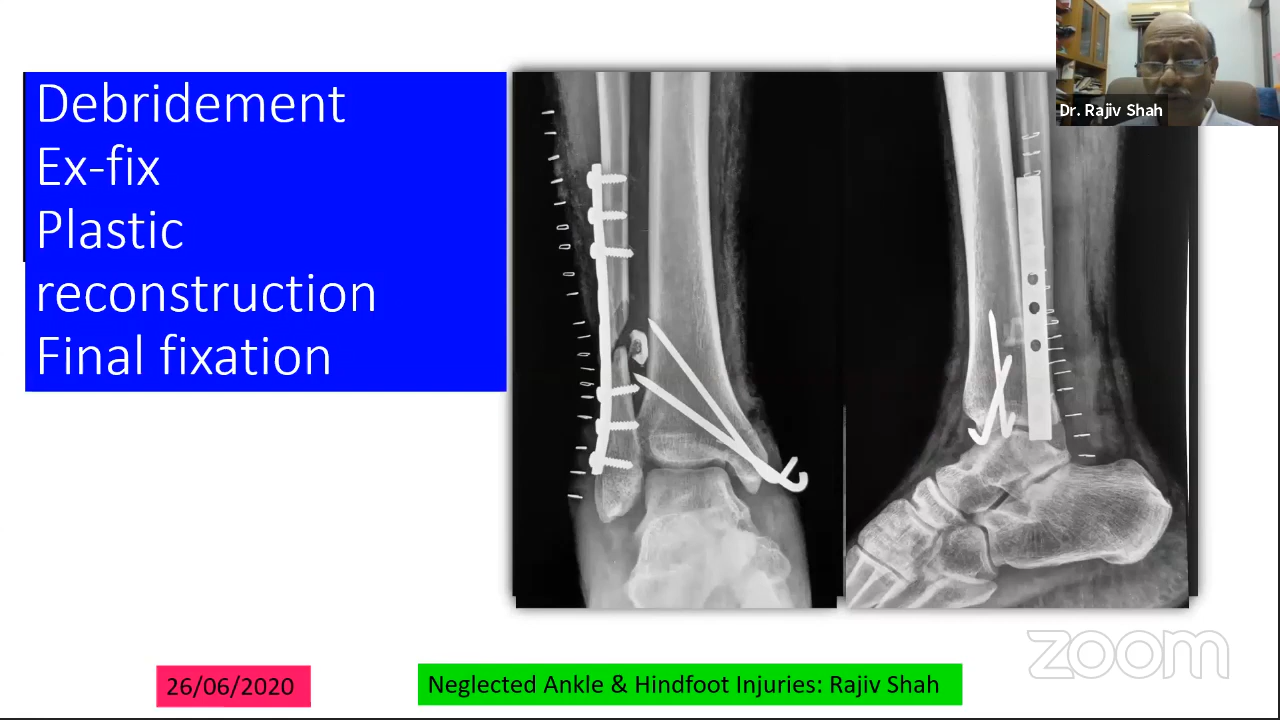 Debridement
Ex-fix
Plastic
reconstruction
Final fixation
Dr. Rajiv Shah
26/06/2020
Neglected Ankle & Hindfoot Injuries: Rajiv Shah
zoom